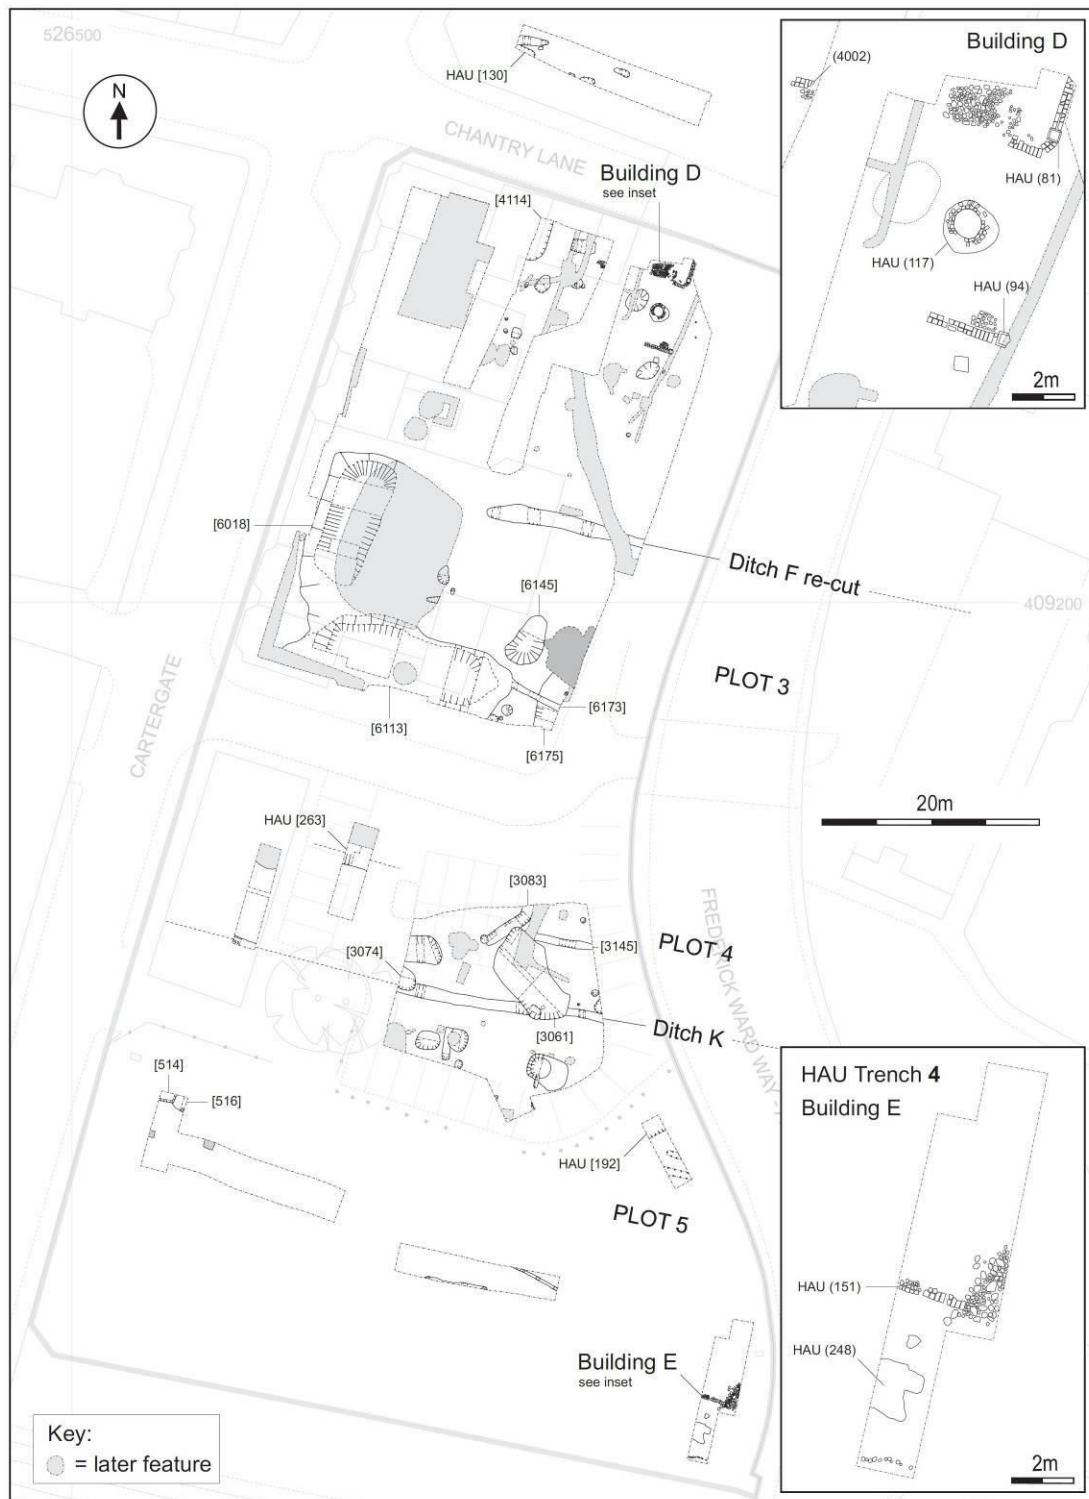 526500
N
HAU [130]
CHANTRY LANE
Building D
see inset
[4114]
Building D
(4002)
HAU (81)
HAU (117)
HAU (94)
2m
[6018]
[6145]
Ditch F re-cut
409200
CARTERGATE
PLOT 3
[6173]
[6113]
[6175]
20m
HAU [263]
[3083]
FREDERICK WARD WAY
[3074]
[3145]
PLOT 4
[3061]
Ditch K
[514]
[516]
HAU [192]
PLOT 5
HAU Trench 4
Building E
HAU (151)
HAU (248)
2m
Building E
see inset
Key:
= later feature